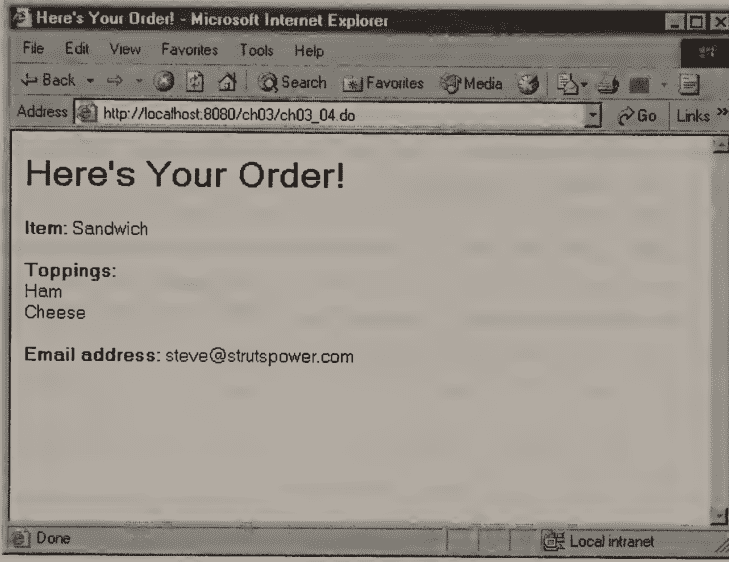 Here's Your Order! - Microsoft Internet Explorer
File Edit View Favorites Tools Help
Back Search Favorites Media
Address http://localhost:8080/ch03/ch03_04.do Go Links »
Here's Your Order!
Item: Sandwich
Toppings:
Ham
Cheese
Email address: steve@strutspower.com
Done Local intranet